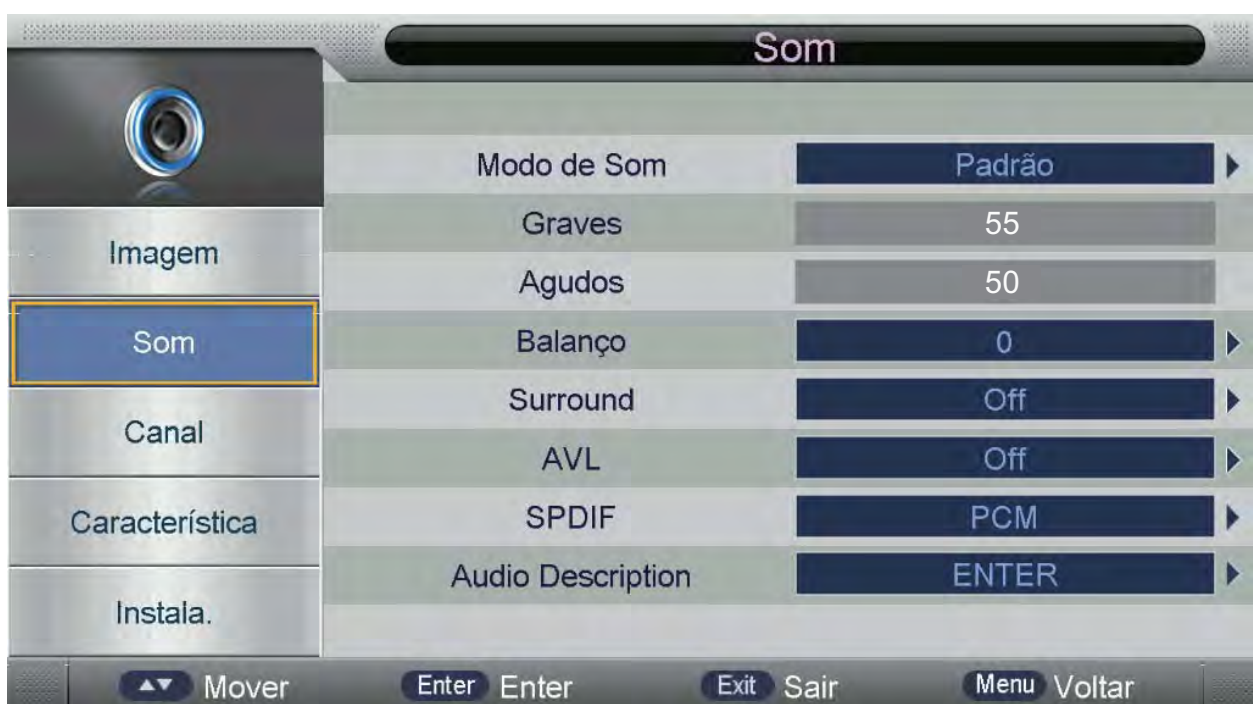 Som
Imagem
Som
Canal
Característica
Instala.
Modo de Som Padrão
Graves 55
Agudos 50
Balanço 0
Surround Off
AVL Off
SPDIF PCM
Audio Description ENTER
Mover Enter Enter Exit Sair Menu Voltar